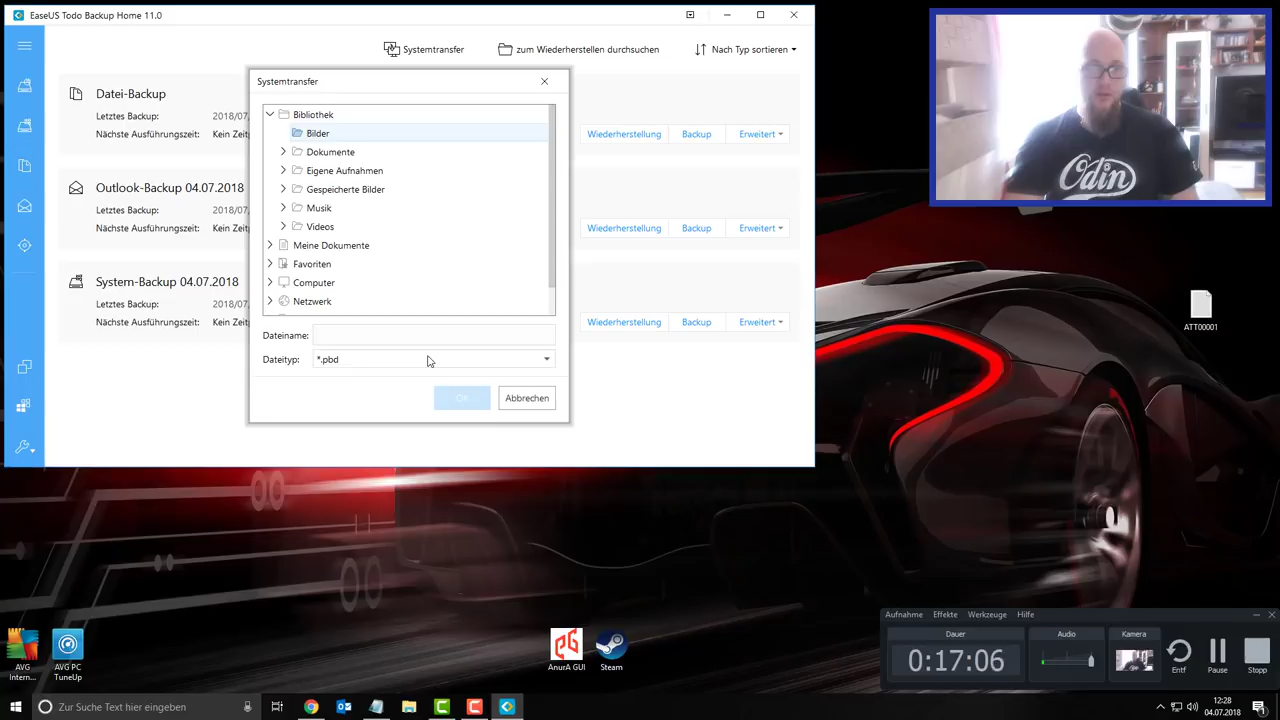 EaseUS Todo Backup Home 11.0
Systemtransfer
zum Wiederherstellen durchsuchen
Nach Typ sortieren
Datei-Backup
Letztes Backup: 2018/07
Nächste Ausführungszeit: Kein Zeit
Wiederherstellung Backup Erweitert
Outlook-Backup 04.07.2018
Letztes Backup: 2018/07
Nächste Ausführungszeit: Kein Zeit
Wiederherstellung Backup Erweitert
System-Backup 04.07.2018
Letztes Backup: 2018/07
Nächste Ausführungszeit: Kein Zeit
Wiederherstellung Backup Erweitert
Systemtransfer
Bibliothek
Bilder
Dokumente
Eigene Aufnahmen
Gespeicherte Bilder
Musik
Videos
Meine Dokumente
Favoriten
Computer
Netzwerk
Dateiname:
Dateityp: *.pbd
OK
Abbrechen
Odin
ATT00001
AVG
Intern...
AVG PC
TuneUp
AnurA GUI
Steam
Aufnahme Effekte Werkzeuge Hilfe
Dauer
0:17:06
Audio
Kamera
Entf
Pause
Stopp
Zur Suche Text hier eingeben
12:28
04.07.2018